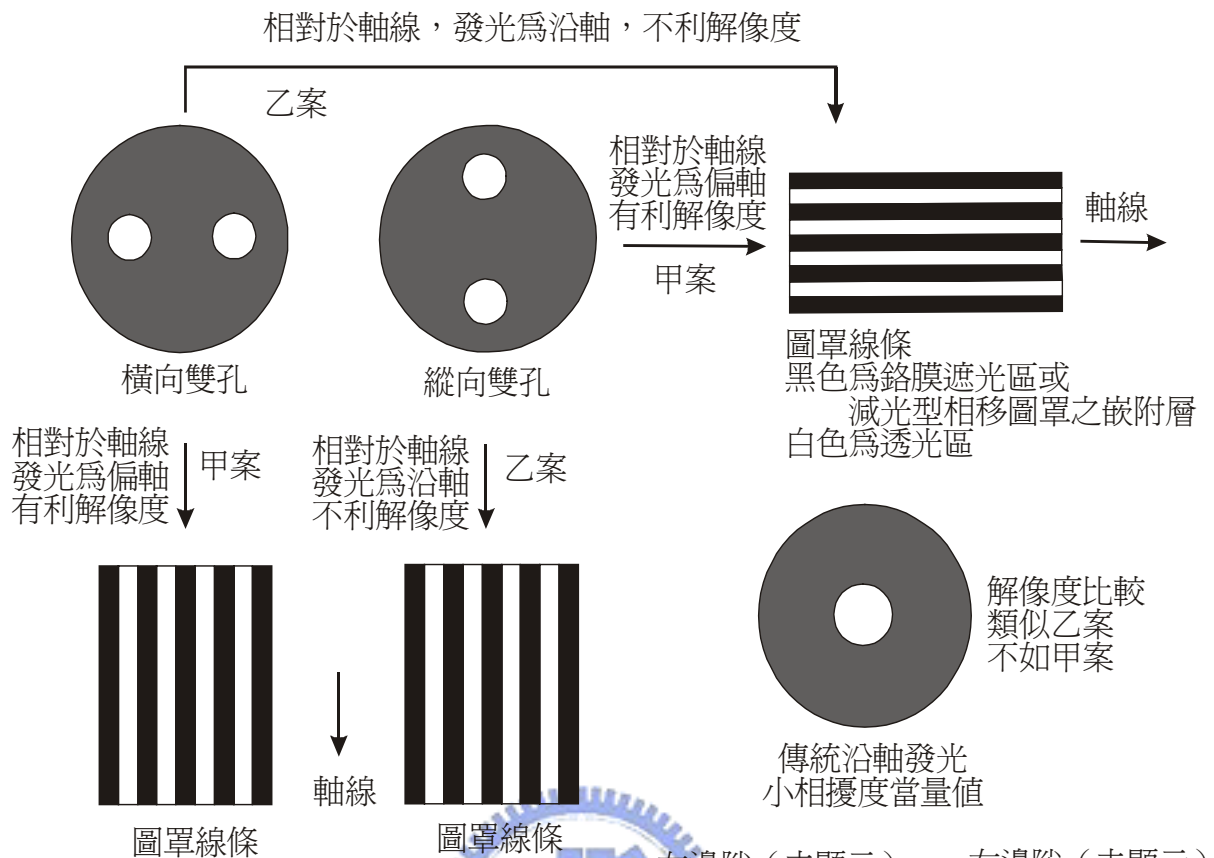 相對於軸線，發光爲沿軸，不利解像度
乙案
相對於軸線
發光爲偏軸
有利解像度
甲案
軸線
橫向雙孔
縱向雙孔
圖罩線條
黑色爲鉻膜遮光區或
減光型相移圖罩之嵌附層
白色爲透光區
相對於軸線
發光爲偏軸
有利解像度
甲案
相對於軸線
發光爲沿軸
不利解像度
乙案
解像度比較
類似乙案
不如甲案
軸線
傳統沿軸發光
小相擾度當量值
圖罩線條
圖罩線條